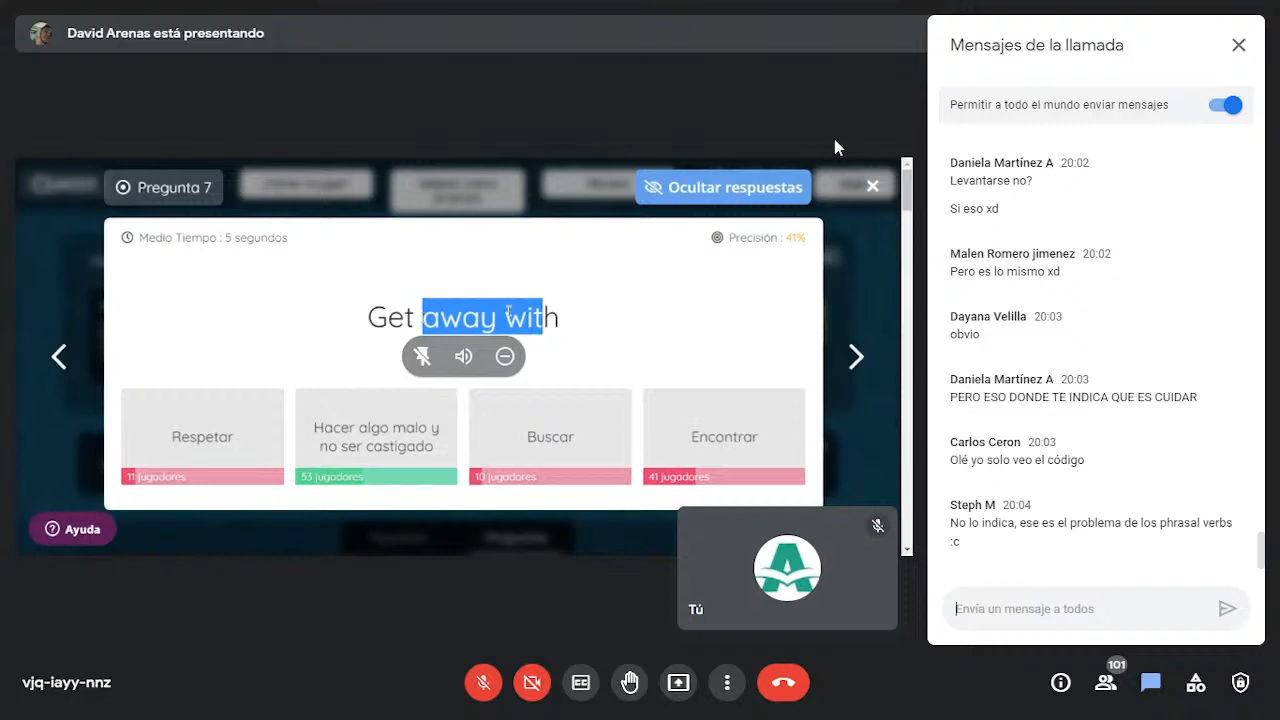 David Arenas está presentando
Pregunta 7
Ocultar respuestas
Medio Tiempo : 5 segundos
Precisión : 41%
Get away with
Respetar
11 jugadores
Hacer algo malo y
no ser castigado
53 jugadores
Buscar
10 jugadores
Encontrar
41 jugadores
Ayuda
Tú
vjq-iayy-nnz
Mensajes de la llamada
Permitir a todo el mundo enviar mensajes
Daniela Martínez A 20:02
Levantarse no?
Si eso xd
Malen Romero jimenez 20:02
Pero es lo mismo xd
Dayana Velilla 20:03
obvio
Daniela Martínez A 20:03
PERO ESO DONDE TE INDICA QUE ES CUIDAR
Carlos Ceron 20:03
Olé yo solo veo el código
Steph M 20:04
No lo indica, ese es el problema de los phrasal verbs
:c
Envía un mensaje a todos
101